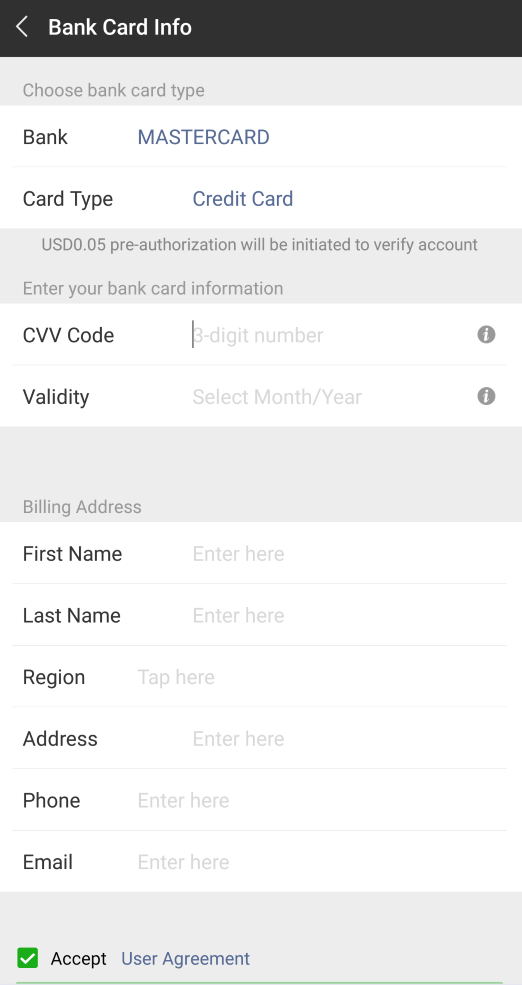 Bank Card Info
Choose bank card type
Bank MASTERCARD
Card Type Credit Card
USD0.05 pre-authorization will be initiated to verify account
Enter your bank card information
CVV Code 3-digit number
Validity Select Month/Year
Billing Address
First Name Enter here
Last Name Enter here
Region Tap here
Address Enter here
Phone Enter here
Email Enter here
Accept User Agreement